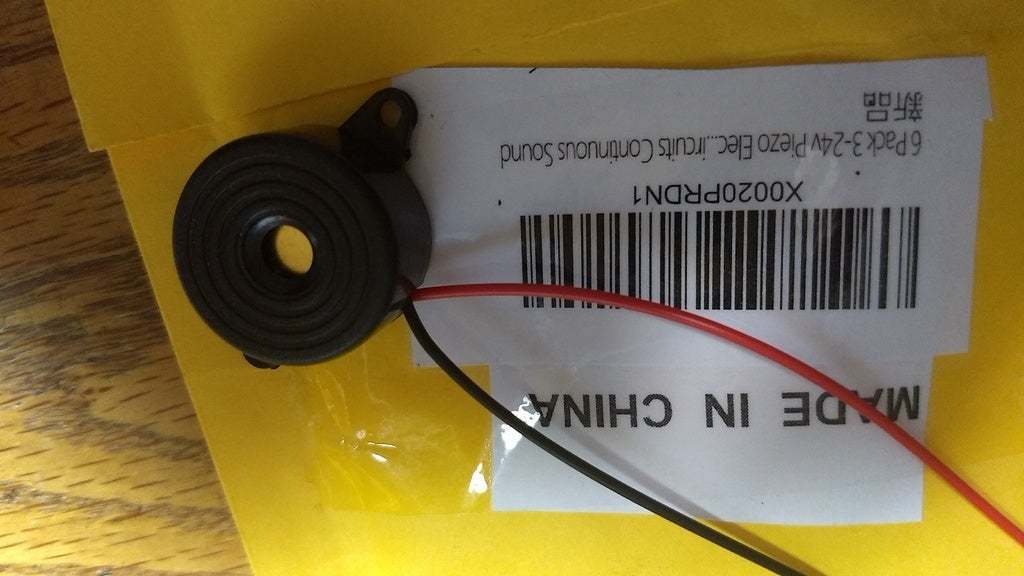 MADE IN CHINA
X0020PRDN1
6 Pack 3-24v Piezo Elec...ircuits Continuous Sound
新品